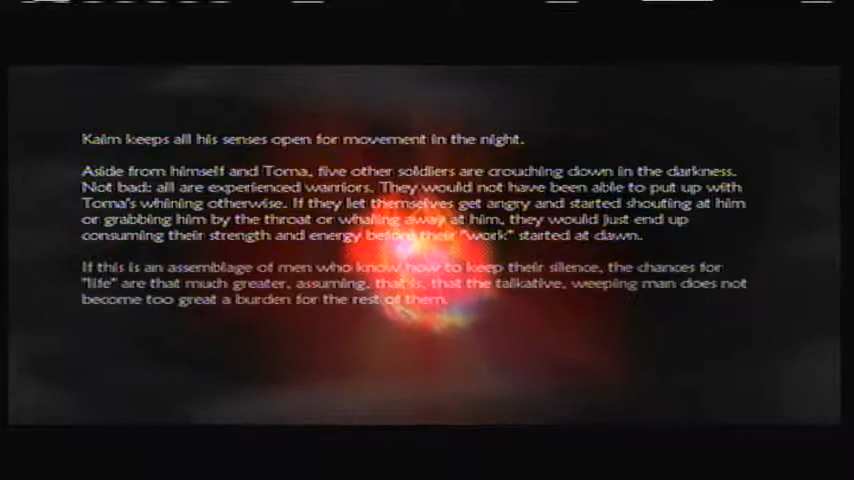 Kaim keeps all his senses open for movement in the night.
Aside from himself and Toma, five other soldiers are crouching down in the darkness.
Not bad: all are experienced warriors. They would not have been able to put up with
Toma's whining otherwise. If they let themselves get angry and started shouting at him
or grabbing him by the throat or whaling away at him, they would just end up
consuming their strength and energy before their "work" started at dawn.
If this is an assemblage of men who know how to keep their silence, the chances for
"life" are that much greater, assuming, that is, that the talkative, weeping man does not
become too great a burden for the rest of them.